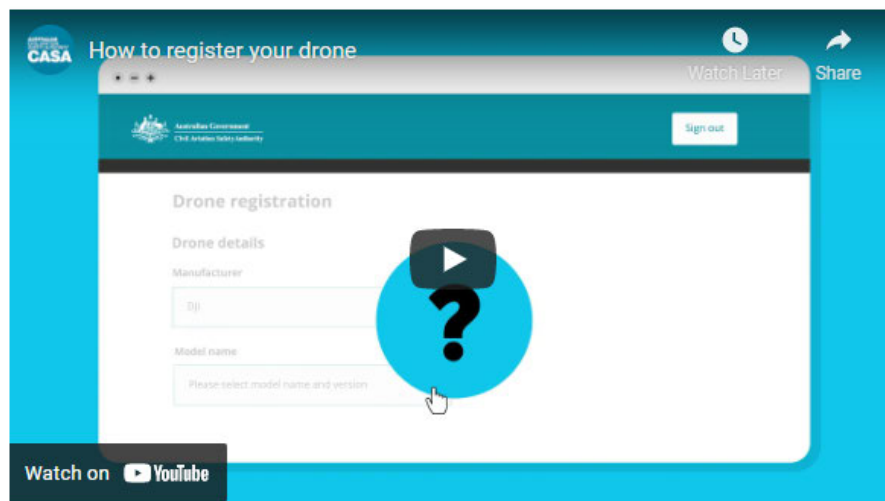 CASA
How to register your drone
Watch Later
Share
Australian Government
Civil Aviation Safety Authority
Sign out
Drone registration
Drone details
Manufacturer
DJI
Model name
Please select model name and version
?
Watch on YouTube